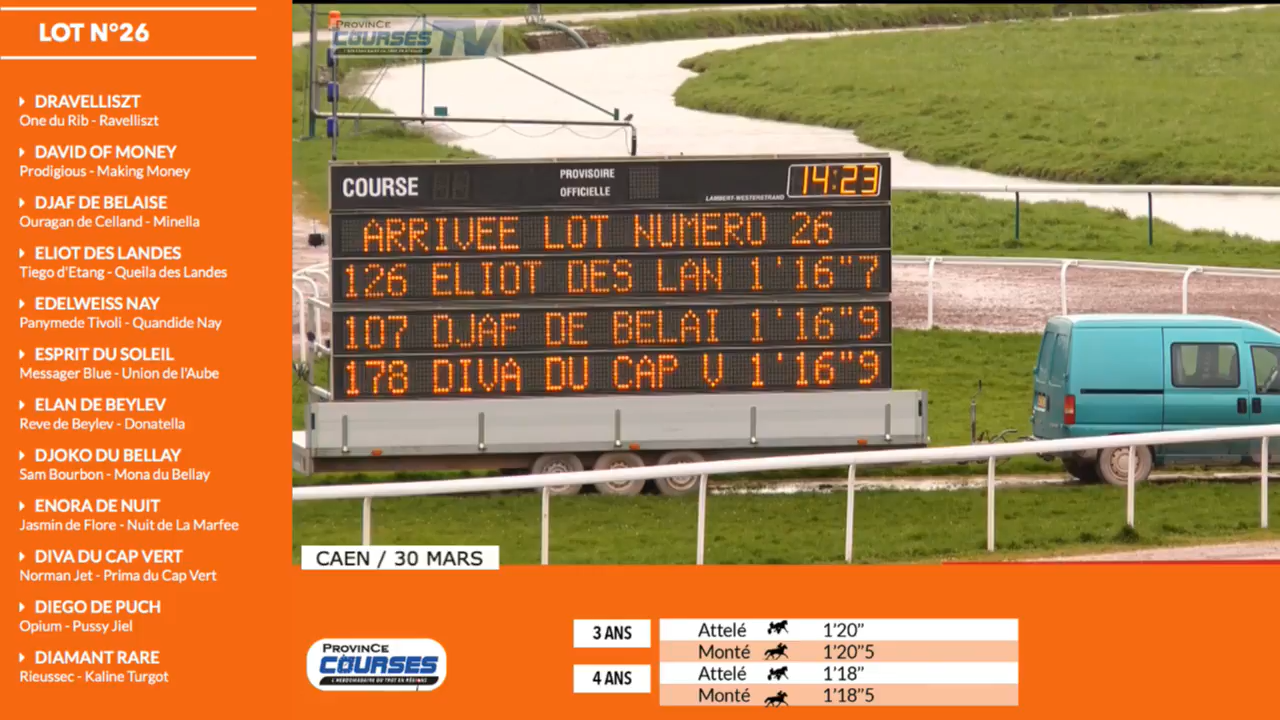 LOT N°26
DRAVELLISZT
One du Rib - Ravelliszt
DAVID OF MONEY
Prodigious - Making Money
DJAF DE BELAISE
Ouragan de Celland - Minella
ELIOT DES LANDES
Tiego d'Etang - Queila des Landes
EDELWEISS NAY
Panymede Tivoli - Quandide Nay
ESPRIT DU SOLEIL
Messager Blue - Union de l'Aube
ELAN DE BEYLEV
Reve de Beylev - Donatella
DJOKO DU BELLAY
Sam Bourbon - Mona du Bellay
ENORA DE NUIT
Jasmin de Flore - Nuit de La Marfee
DIVA DU CAP VERT
Norman Jet - Prima du Cap Vert
DIEGO DE PUCH
Opium - Pussy Jiel
DIAMANT RARE
Rieussec - Kaline Turgot
PROVINCE
COURSES TV
COURSE
PROVISOIRE
OFFICIELLE
14:23
LAMBERT-WESTERSTRAND
ARRIVEE LOT NUMERO 26
126 ELIOT DES LAN 1'16"7
107 DJAF DE BELAI 1'16"9
178 DIVA DU CAP V 1'16"9
CAEN / 30 MARS
PROVINCE
COURSES
L'HEBDOMADAIRE DU TROT EN RÉGIONS
3 ANS
Attelé 1'20"
Monté 1'20"5
4 ANS
Attelé 1'18"
Monté 1'18"5